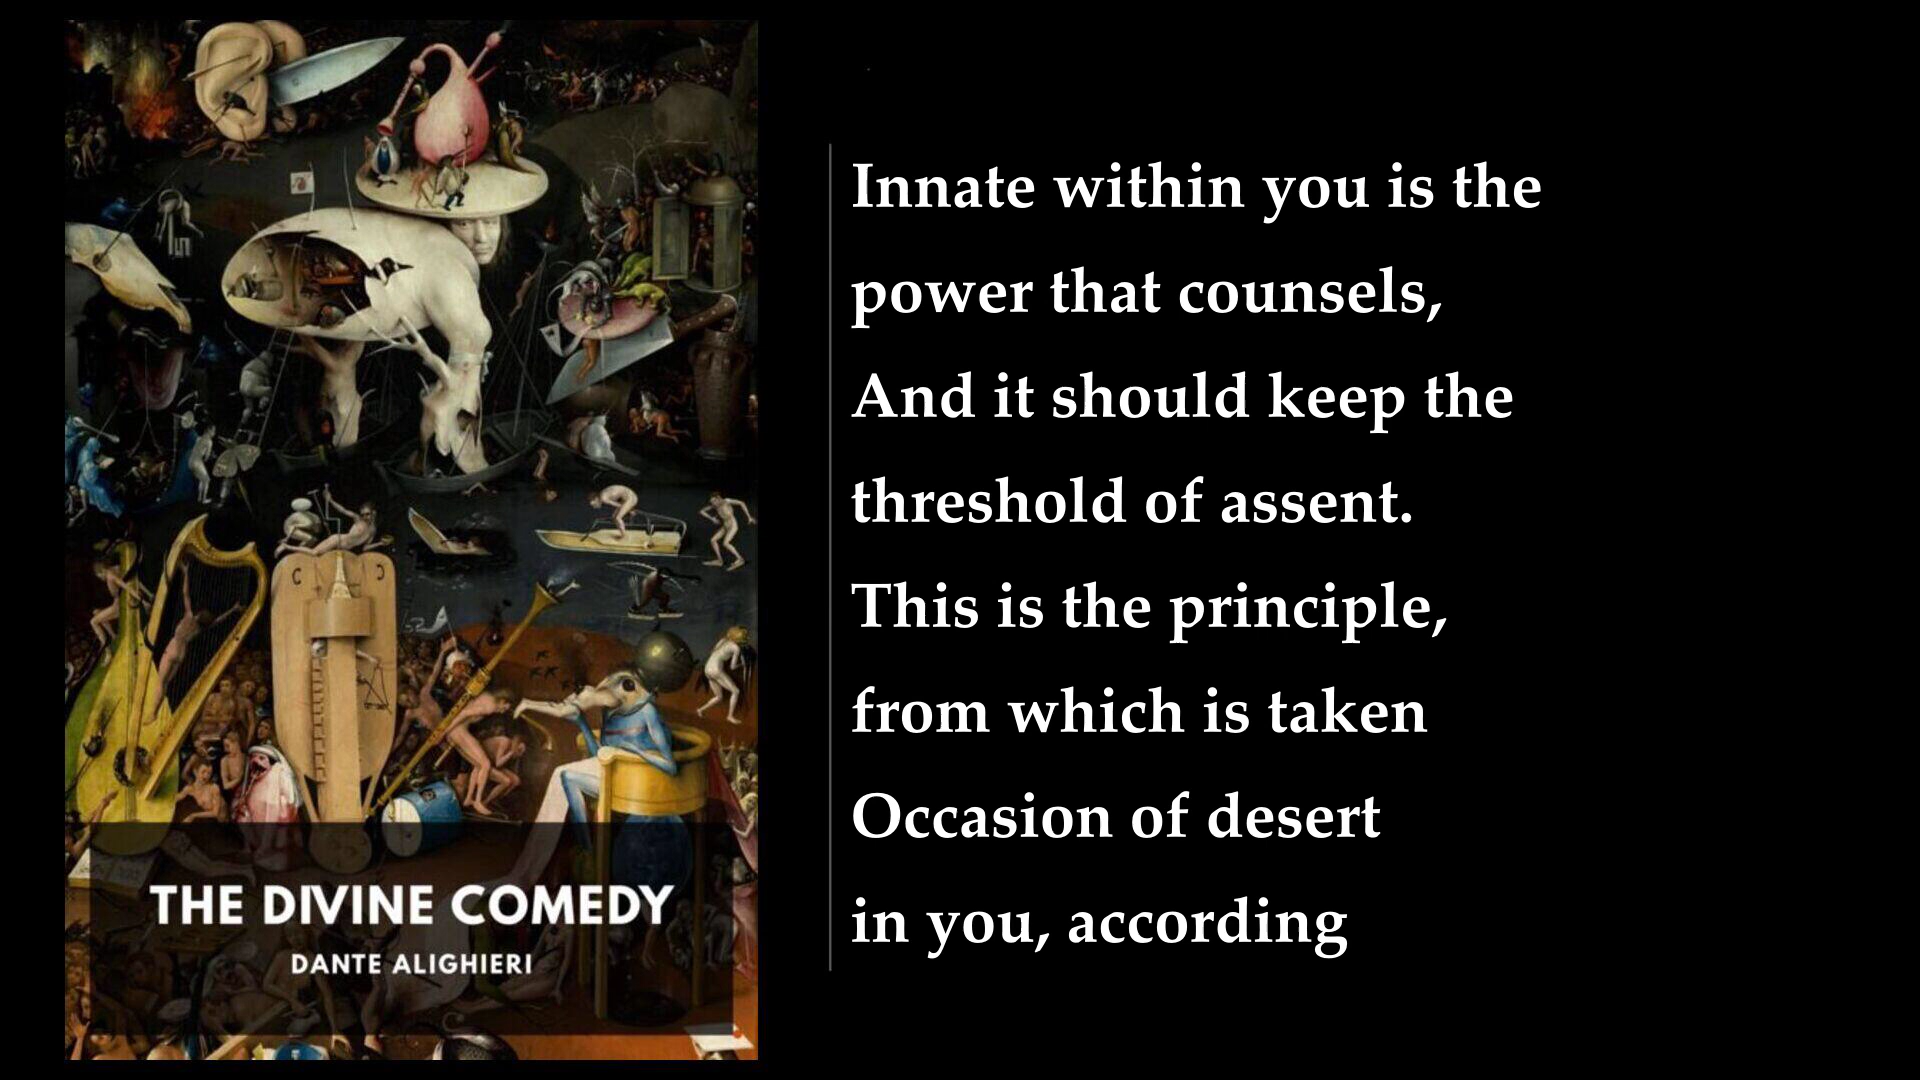 THE DIVINE COMEDY
DANTE ALIGHIERI
Innate within you is the
power that counsels,
And it should keep the
threshold of assent.
This is the principle,
from which is taken
Occasion of desert
in you, according